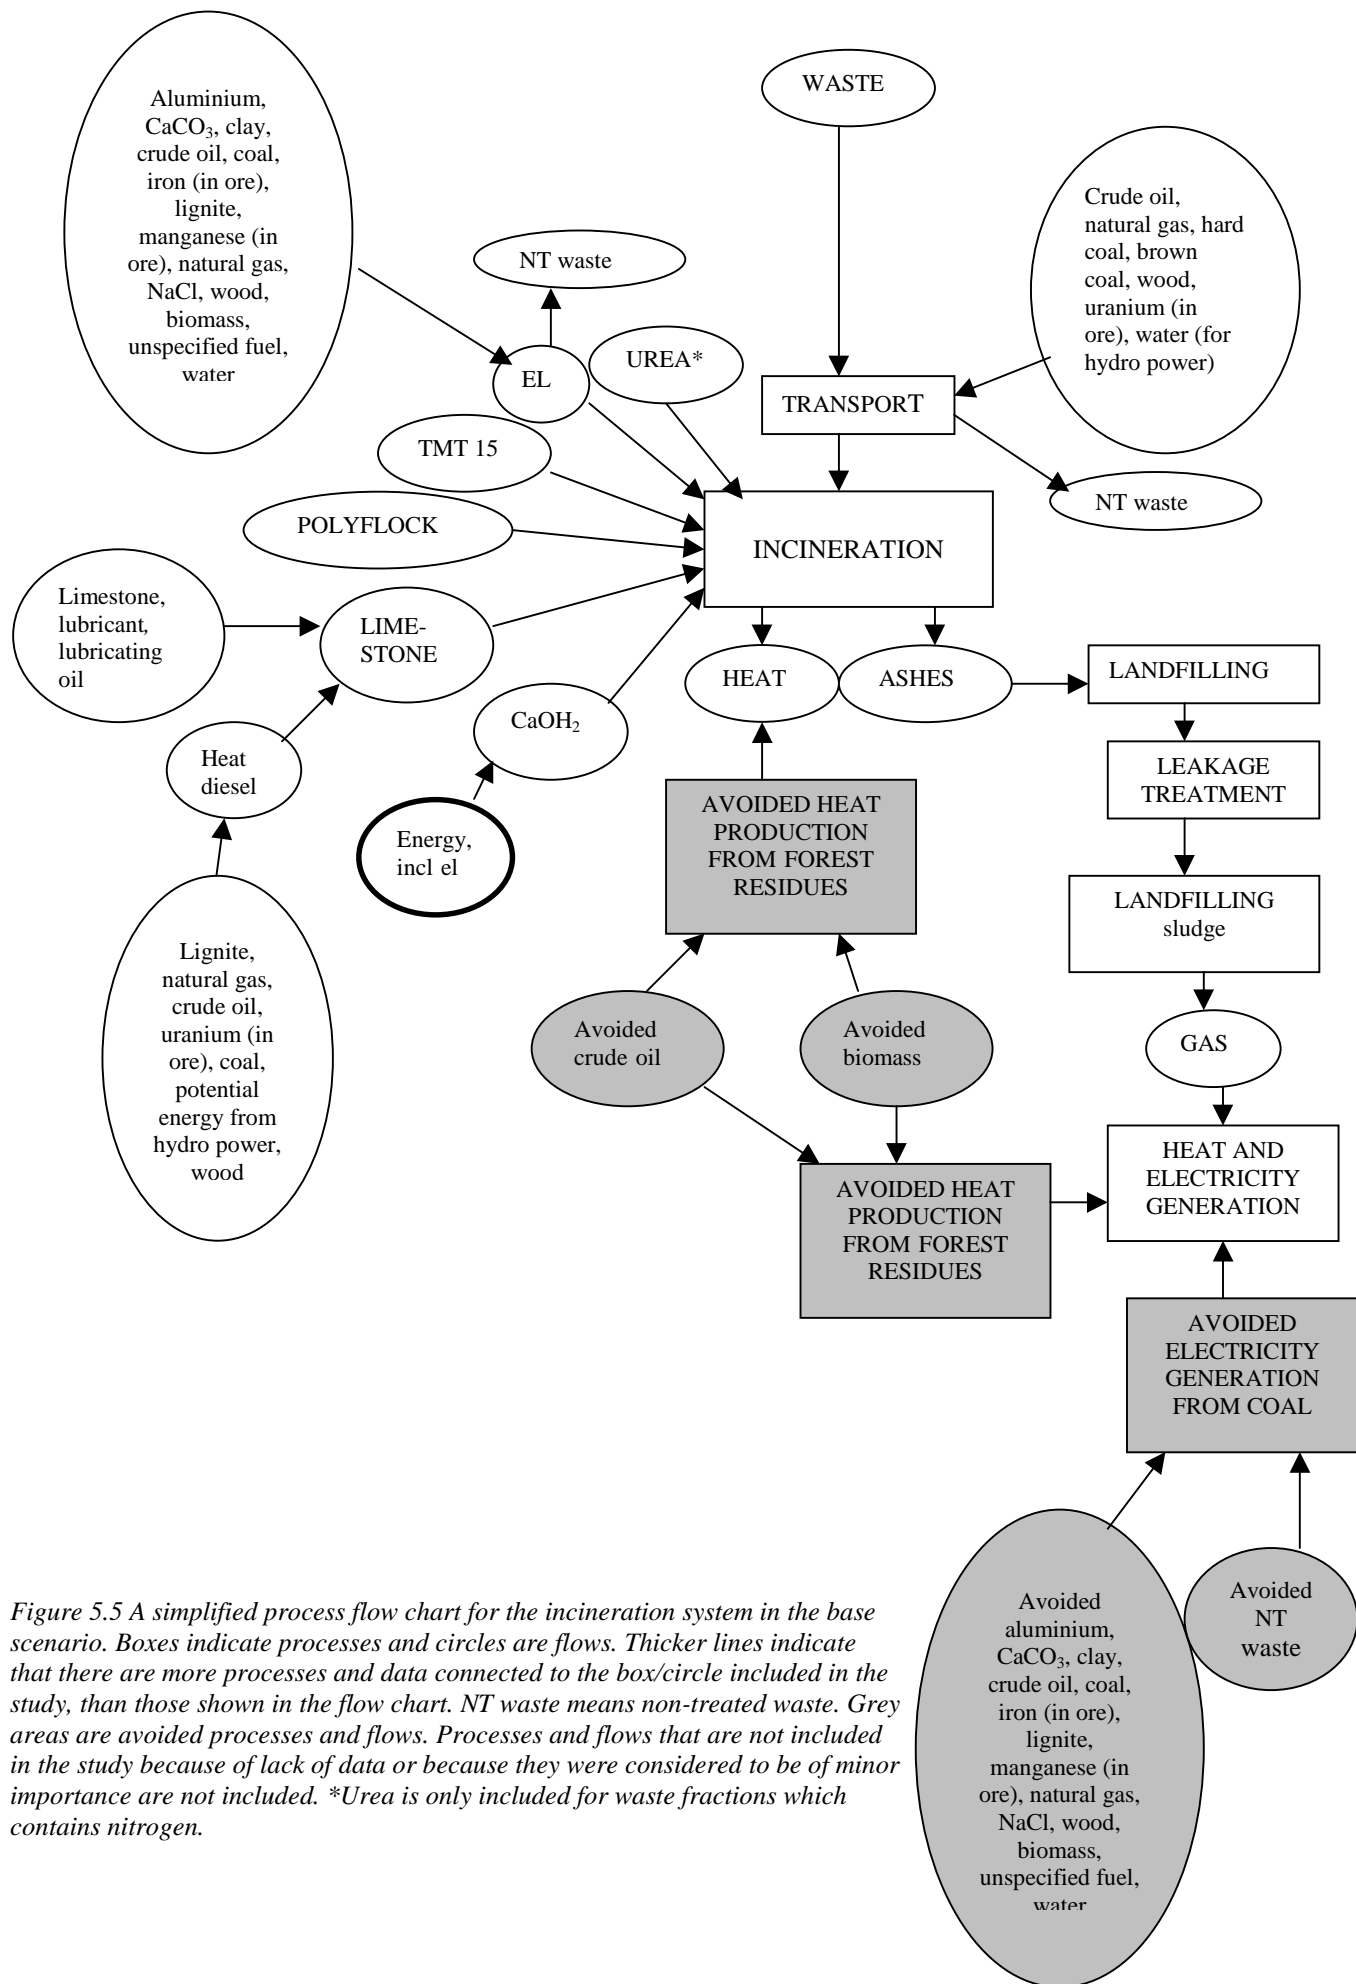 WASTE
Aluminium,
CaCO₃, clay,
crude oil, coal,
iron (in ore),
lignite,
manganese (in
ore), natural gas,
NaCl, wood,
biomass,
unspecified fuel,
water
Crude oil,
natural gas, hard
coal, brown
coal, wood,
uranium (in
ore), water (for
hydro power)
NT waste
EL
UREA*
TRANSPORT
TMT 15
NT waste
POLYFLOCK
INCINERATION
Limestone,
lubricant,
lubricating
oil
LIME-
STONE
HEAT
ASHES
LANDFILLING
CaOH₂
Heat
diesel
LEAKAGE
TREATMENT
Energy,
incl el
AVOIDED HEAT
PRODUCTION
FROM FOREST
RESIDUES
LANDFILLING
sludge
Lignite,
natural gas,
crude oil,
uranium (in
ore), coal,
potential
energy from
hydro power,
wood
Avoided
crude oil
Avoided
biomass
GAS
HEAT AND
ELECTRICITY
GENERATION
AVOIDED HEAT
PRODUCTION
FROM FOREST
RESIDUES
AVOIDED
ELECTRICITY
GENERATION
FROM COAL
Avoided
aluminium,
CaCO₃, clay,
crude oil, coal,
iron (in ore),
lignite,
manganese (in
ore), natural gas,
NaCl, wood,
biomass,
unspecified fuel,
water
Avoided
NT
waste
Figure 5.5 A simplified process flow chart for the incineration system in the base
scenario. Boxes indicate processes and circles are flows. Thicker lines indicate
that there are more processes and data connected to the box/circle included in the
study, than those shown in the flow chart. NT waste means non-treated waste. Grey
areas are avoided processes and flows. Processes and flows that are not included
in the study because of lack of data or because they were considered to be of minor
importance are not included. *Urea is only included for waste fractions which
contains nitrogen.